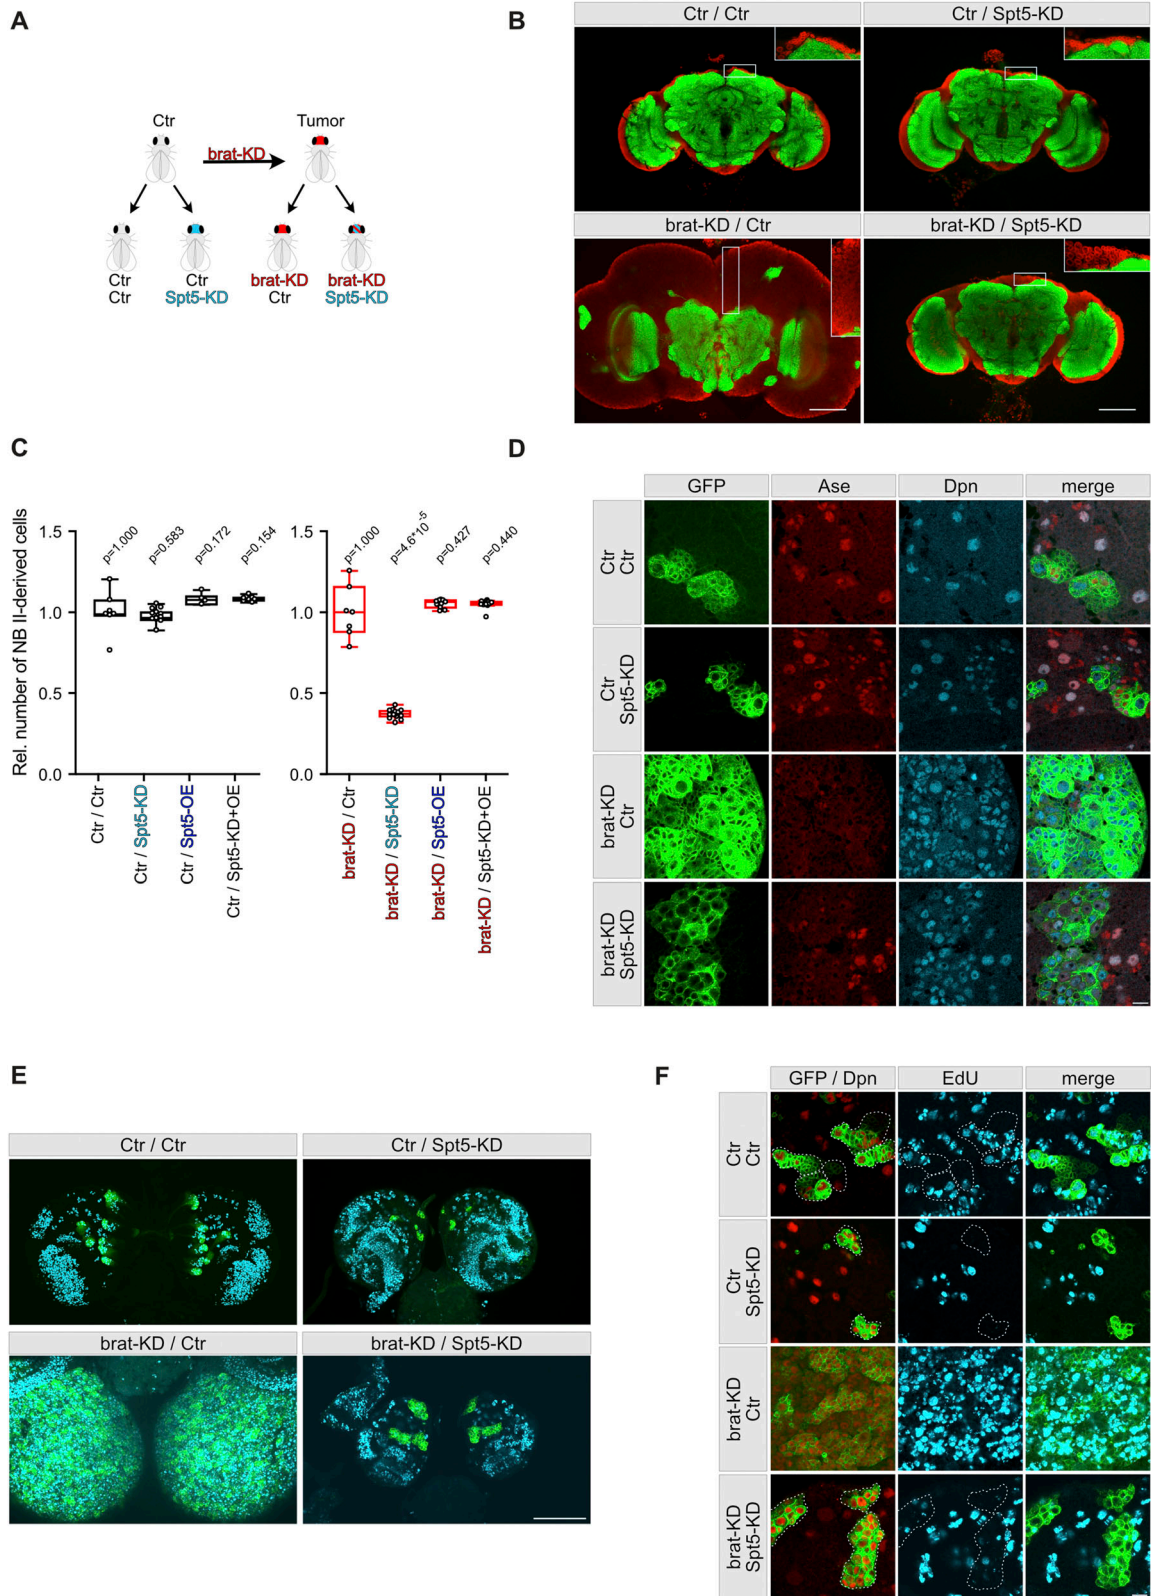 A
Ctr
Tumor
brat-KD
Ctr
Ctr
Ctr
Spt5-KD
brat-KD
Ctr
brat-KD
Spt5-KD
B
Ctr / Ctr
Ctr / Spt5-KD
brat-KD / Ctr
brat-KD / Spt5-KD
C
Rel. number of NB II-derived cells
1.5
1.0
0.5
0.0
p=1.000
p=0.583
p=0.172
p=0.154
Ctr / Ctr
Ctr / Spt5-KD
Ctr / Spt5-OE
Ctr / Spt5-KD+OE
1.5
1.0
0.5
0.0
p=1.000
p=4.6*10-5
p=0.427
p=0.440
brat-KD / Ctr
brat-KD / Spt5-KD
brat-KD / Spt5-OE
brat-KD / Spt5-KD+OE
D
GFP
Ase
Dpn
merge
Ctr
Ctr
Ctr
Spt5-KD
brat-KD
Ctr
brat-KD
Spt5-KD
E
Ctr / Ctr
Ctr / Spt5-KD
brat-KD / Ctr
brat-KD / Spt5-KD
F
GFP / Dpn
EdU
merge
Ctr
Ctr
Ctr
Spt5-KD
brat-KD
Ctr
brat-KD
Spt5-KD